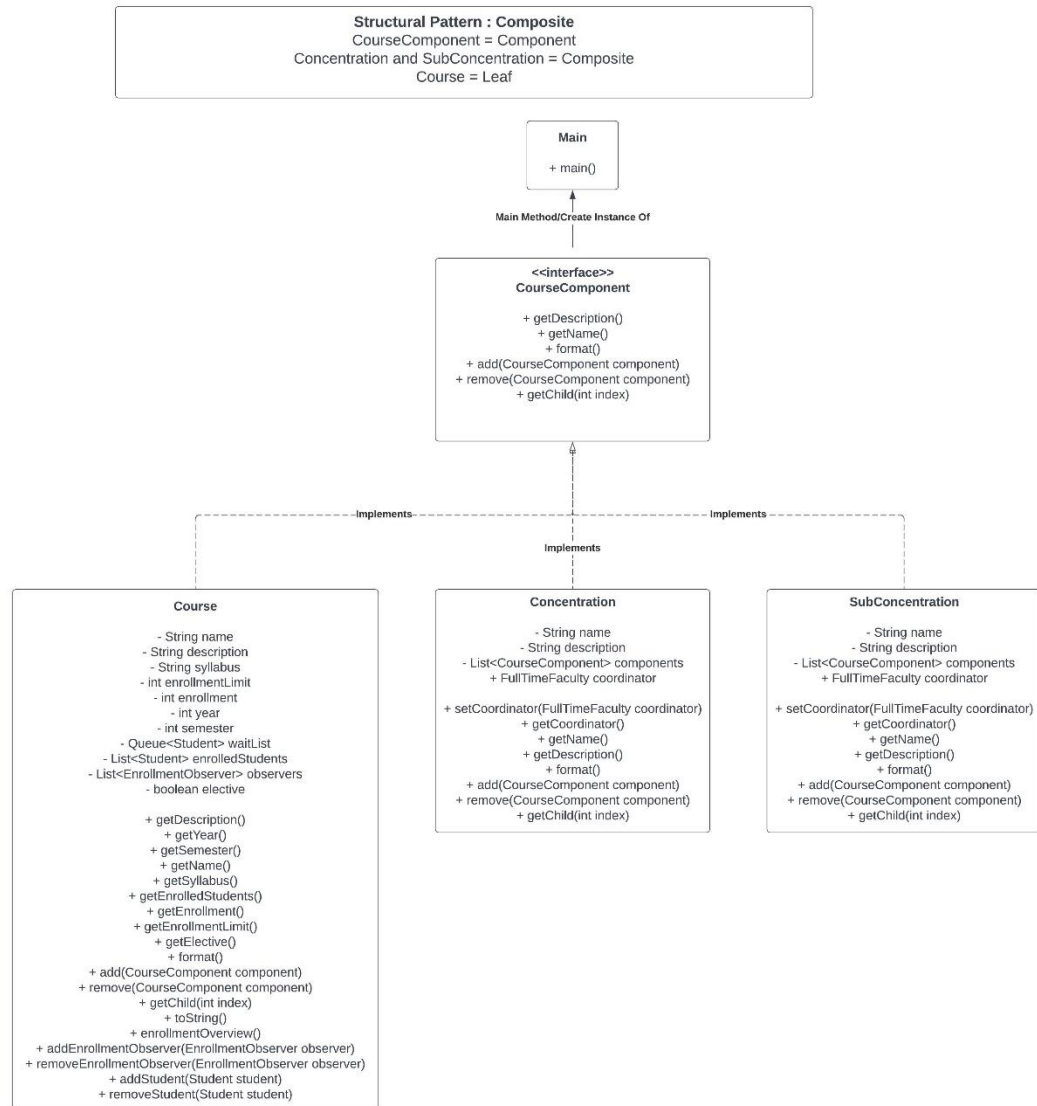 Structural Pattern : Composite
CourseComponent = Component
Concentration and SubConcentration = Composite
Course = Leaf
Main
+ main()
Main Method/Create Instance Of
<<interface>>
CourseComponent
+ getDescription()
+ getName()
+ format()
+ add(CourseComponent component)
+ remove(CourseComponent component)
+ getChild(int index)
Implements
Implements
Implements
Course
- String name
- String description
- String syllabus
- int enrollmentLimit
- int enrollment
- int year
- int semester
- Queue<Student> waitList
- List<Student> enrolledStudents
- List<EnrollmentObserver> observers
- boolean elective
+ getDescription()
+ getYear()
+ getSemester()
+ getName()
+ getSyllabus()
+ getEnrolledStudents()
+ getEnrollment()
+ getEnrollmentLimit()
+ getElective()
+ format()
+ add(CourseComponent component)
+ remove(CourseComponent component)
+ getChild(int index)
+ toString()
+ enrollmentOverview()
+ addEnrollmentObserver(EnrollmentObserver observer)
+ removeEnrollmentObserver(EnrollmentObserver observer)
+ addStudent(Student student)
+ removeStudent(Student student)
Concentration
- String name
- String description
- List<CourseComponent> components
+ FullTimeFaculty coordinator
+ setCoordinator(FullTimeFaculty coordinator)
+ getCoordinator()
+ getName()
+ getDescription()
+ format()
+ add(CourseComponent component)
+ remove(CourseComponent component)
+ getChild(int index)
SubConcentration
- String name
- String description
- List<CourseComponent> components
+ FullTimeFaculty coordinator
+ setCoordinator(FullTimeFaculty coordinator)
+ getCoordinator()
+ getName()
+ getDescription()
+ format()
+ add(CourseComponent component)
+ remove(CourseComponent component)
+ getChild(int index)